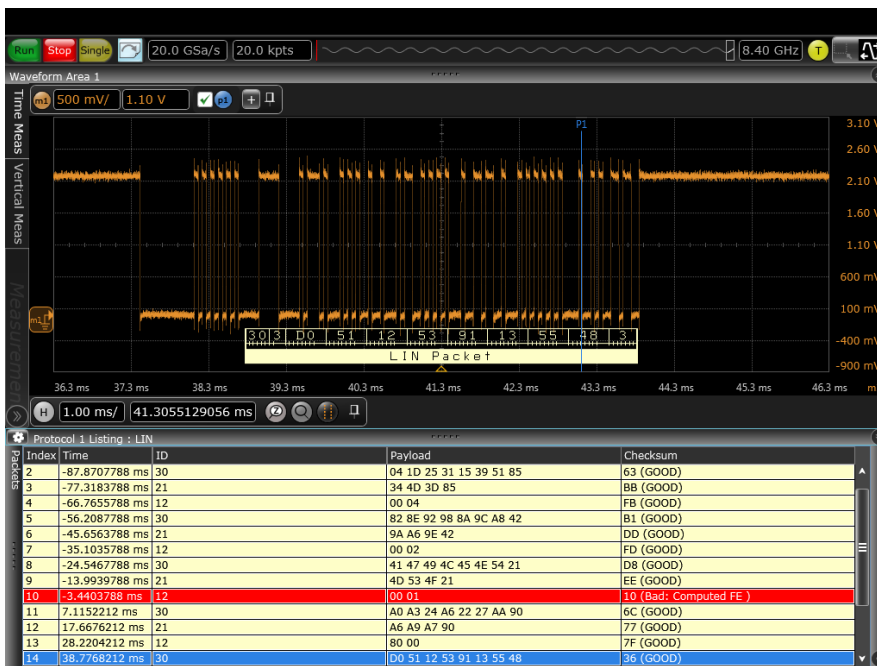 Run Stop Single 20.0 GSa/s 20.0 kpts 8.40 GHz T
Waveform Area 1
Time Meas
Vertical Meas
Measuremen
m1 500 mV/ 1.10 V p1 +
P1
3.10 V
2.60 V
2.10 V
1.60 V
1.10 V
600 mV
100 mV
-400 mV
-900 mV
m1
30 3 D0 51 12 53 91 13 55 48 3
LIN Packet
36.3 ms 37.3 ms 38.3 ms 39.3 ms 40.3 ms 41.3 ms 42.3 ms 43.3 ms 44.3 ms 45.3 ms 46.3 ms m
H 1.00 ms/ 41.3055129056 ms Z
Protocol 1 Listing : LIN
Packets
Index Time ID Payload Checksum
2 -87.8707788 ms 30 04 1D 25 31 15 39 51 85 63 (GOOD)
3 -77.3183788 ms 21 34 4D 3D 85 BB (GOOD)
4 -66.7655788 ms 12 00 04 FB (GOOD)
5 -56.2087788 ms 30 82 8E 92 98 8A 9C A8 42 B1 (GOOD)
6 -45.6563788 ms 21 9A A6 9E 42 DD (GOOD)
7 -35.1035788 ms 12 00 02 FD (GOOD)
8 -24.5467788 ms 30 41 47 49 4C 45 4E 54 21 D8 (GOOD)
9 -13.9939788 ms 21 4D 53 4F 21 EE (GOOD)
10 -3.4403788 ms 12 00 01 10 (Bad: Computed FE )
11 7.1152212 ms 30 A0 A3 24 A6 22 27 AA 90 6C (GOOD)
12 17.6676212 ms 21 A6 A9 A7 90 77 (GOOD)
13 28.2204212 ms 12 80 00 7F (GOOD)
14 38.7768212 ms 30 D0 51 12 53 91 13 55 48 36 (GOOD)